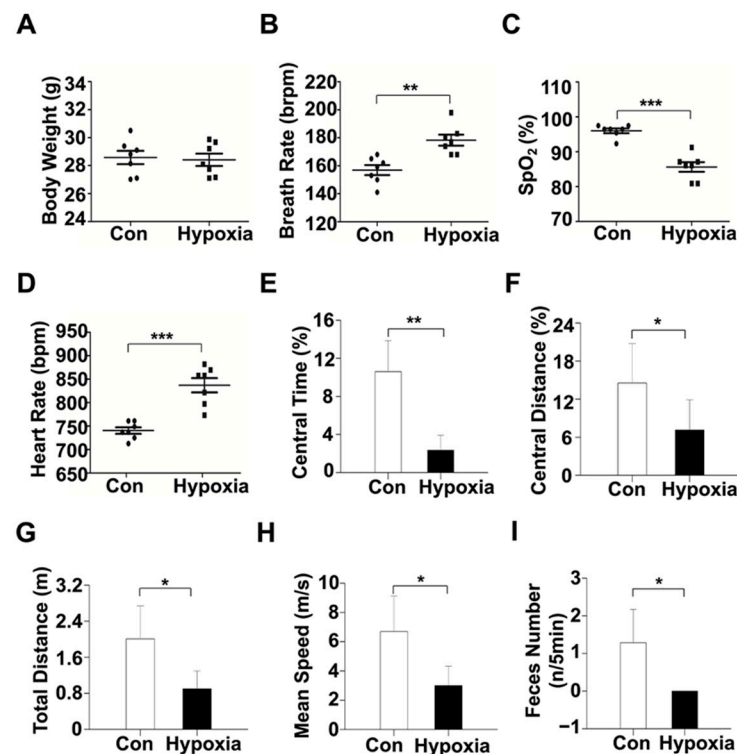 A
Body Weight (g)
34
32
30
28
26
24
Con Hypoxia
B
Breath Rate (brpm)
220
200
180
160
140
120
**
Con Hypoxia
C
SpO₂ (%)
110
100
90
80
70
***
Con Hypoxia
D
Heart Rate (bpm)
950
900
850
800
750
700
650
***
Con Hypoxia
E
Central Time (%)
16
12
8
4
0
**
Con Hypoxia
F
Central Distance (%)
24
18
12
6
0
*
Con Hypoxia
G
Total Distance (m)
3.2
2.4
1.6
0.8
0
*
Con Hypoxia
H
Mean Speed (m/s)
10
8
6
4
2
0
*
Con Hypoxia
I
Feces Number
(n/5min)
3
2
1
0
−1
*
Con Hypoxia